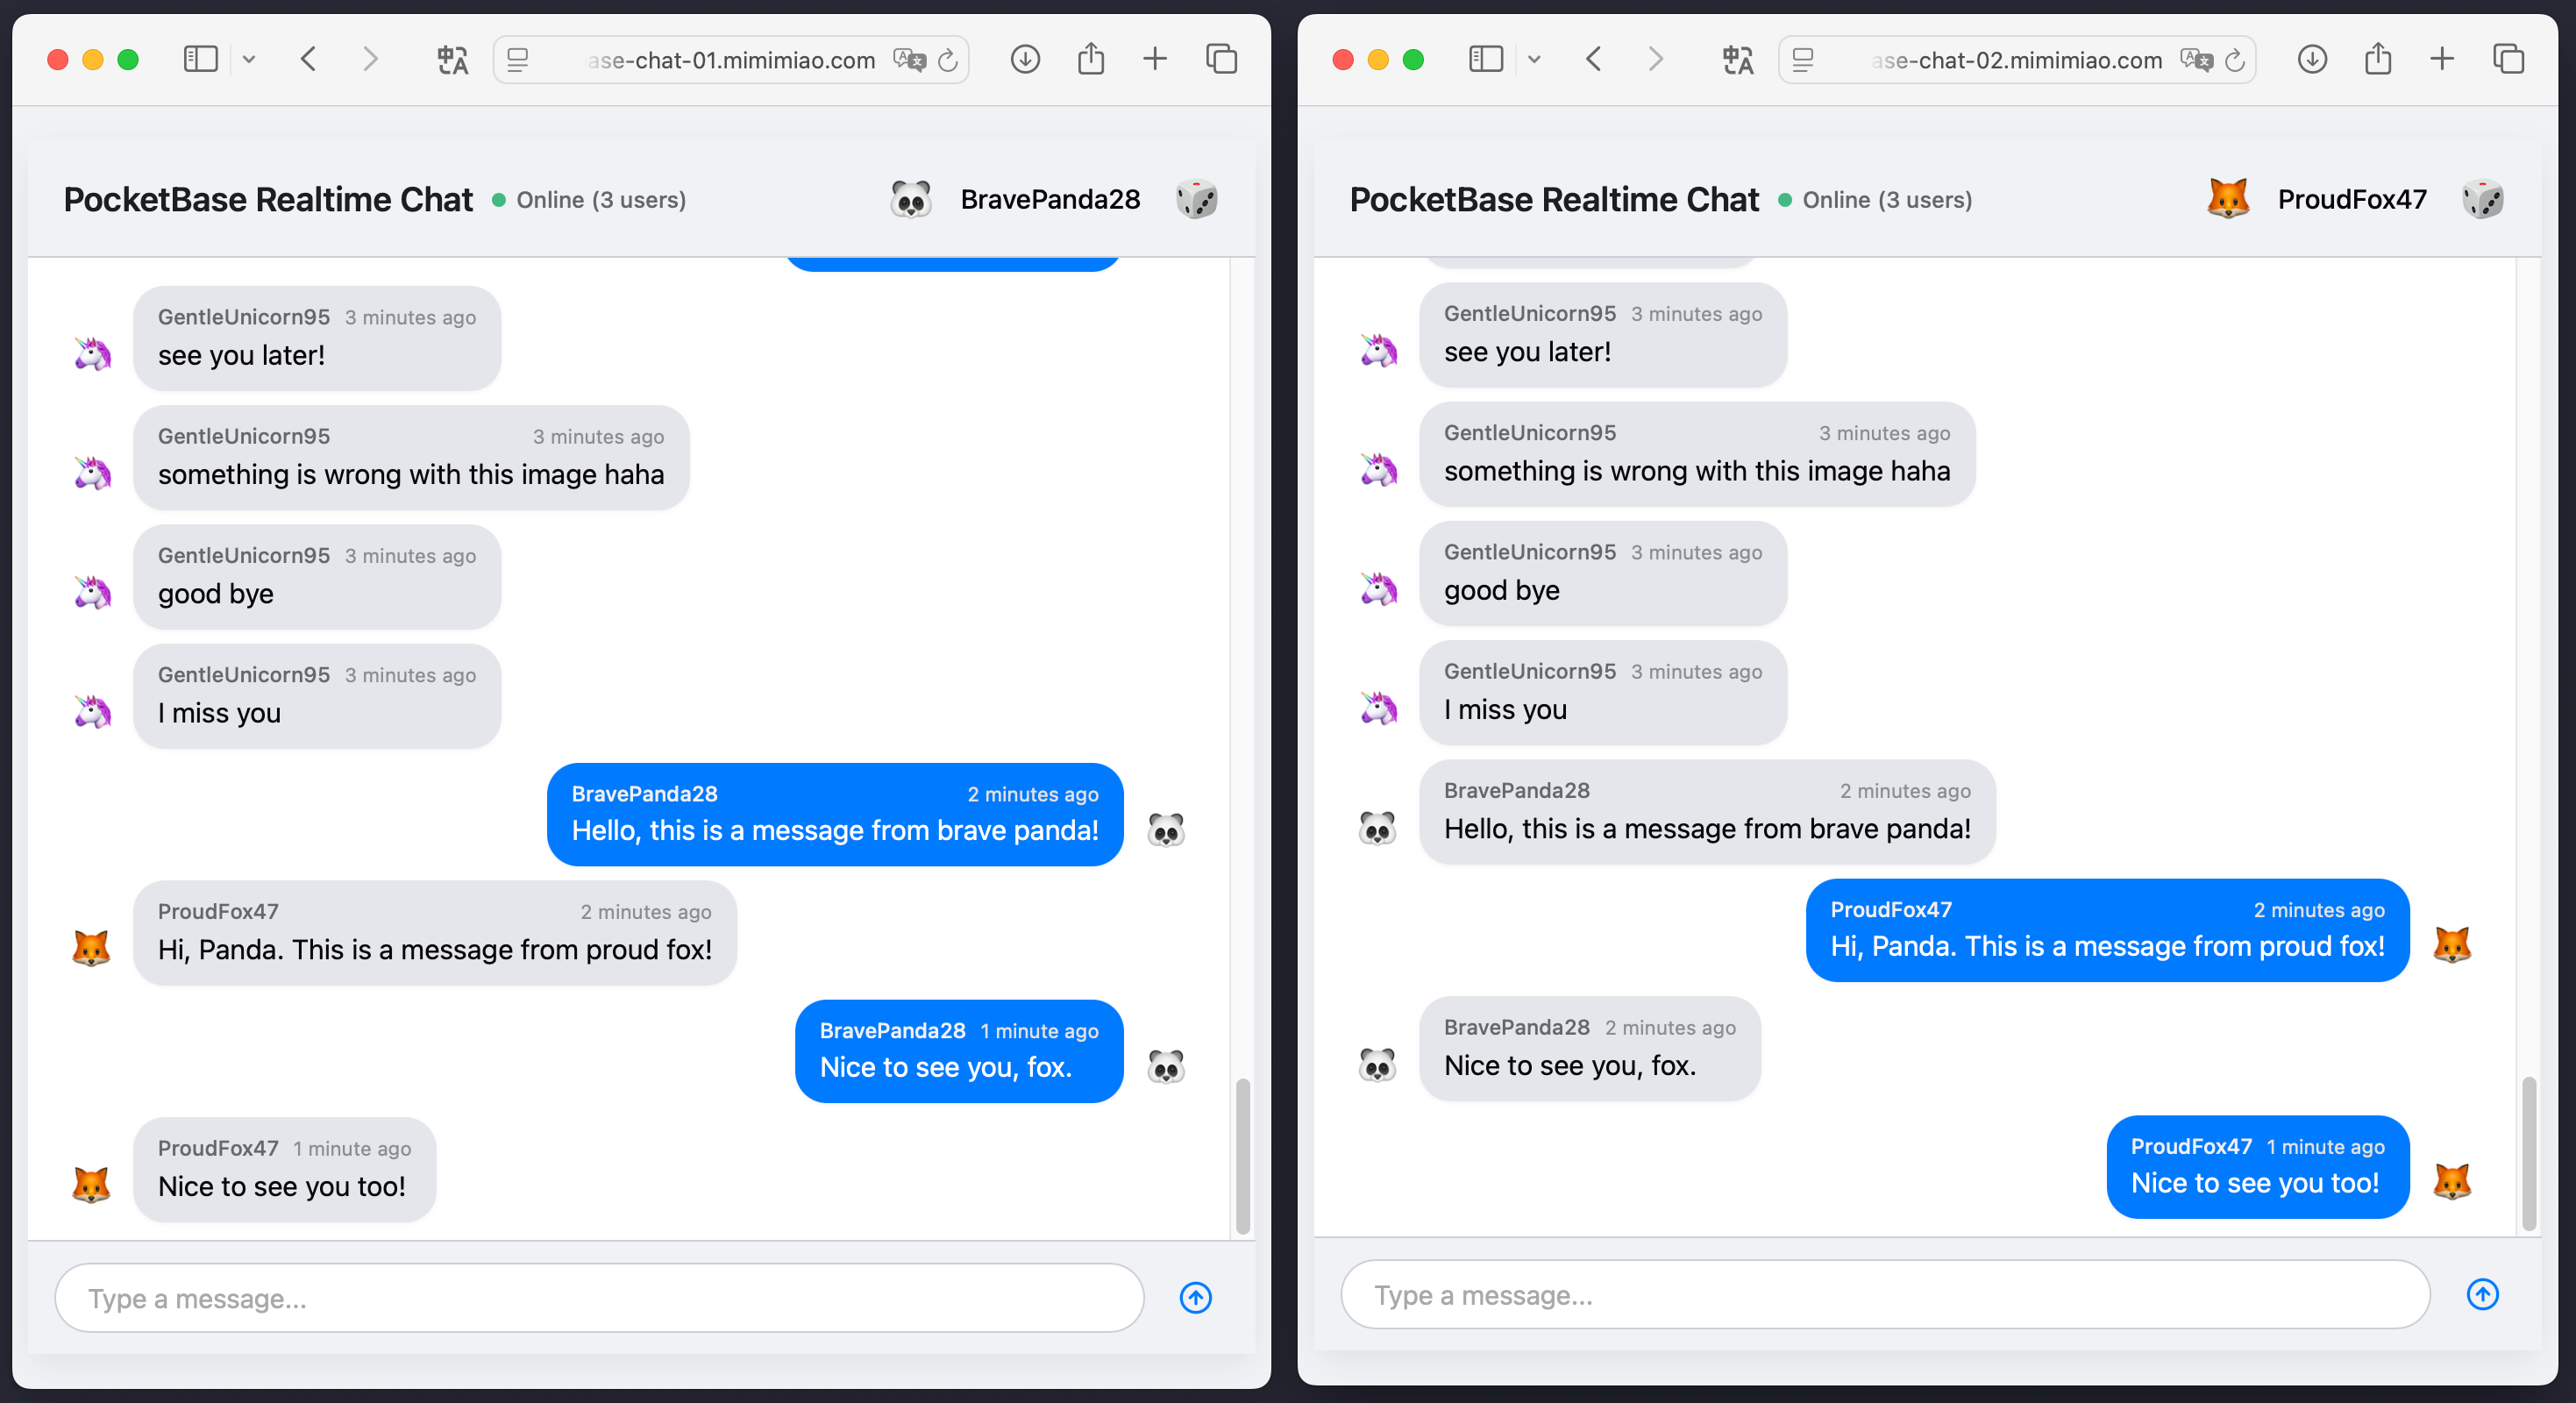 ase-chat-01.mimimiao.com
PocketBase Realtime Chat Online (3 users) BravePanda28
GentleUnicorn95 3 minutes ago
see you later!
GentleUnicorn95 3 minutes ago
something is wrong with this image haha
GentleUnicorn95 3 minutes ago
good bye
GentleUnicorn95 3 minutes ago
I miss you
BravePanda28 2 minutes ago
Hello, this is a message from brave panda!
ProudFox47 2 minutes ago
Hi, Panda. This is a message from proud fox!
BravePanda28 1 minute ago
Nice to see you, fox.
ProudFox47 1 minute ago
Nice to see you too!
Type a message...
ase-chat-02.mimimiao.com
PocketBase Realtime Chat Online (3 users) ProudFox47
GentleUnicorn95 3 minutes ago
see you later!
GentleUnicorn95 3 minutes ago
something is wrong with this image haha
GentleUnicorn95 3 minutes ago
good bye
GentleUnicorn95 3 minutes ago
I miss you
BravePanda28 2 minutes ago
Hello, this is a message from brave panda!
ProudFox47 2 minutes ago
Hi, Panda. This is a message from proud fox!
BravePanda28 2 minutes ago
Nice to see you, fox.
ProudFox47 1 minute ago
Nice to see you too!
Type a message...